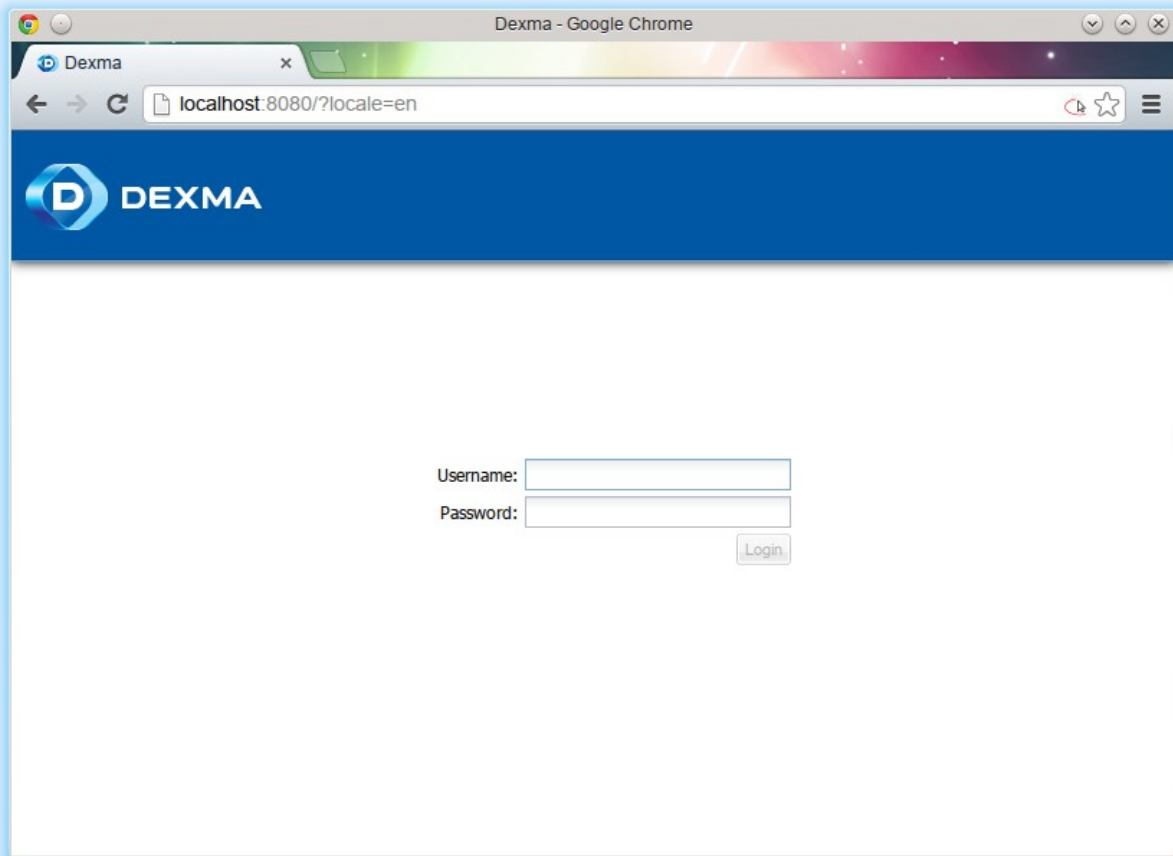 Dexma - Google Chrome
Dexma
localhost:8080/?locale=en
D DEXMA
Username:
Password:
Login